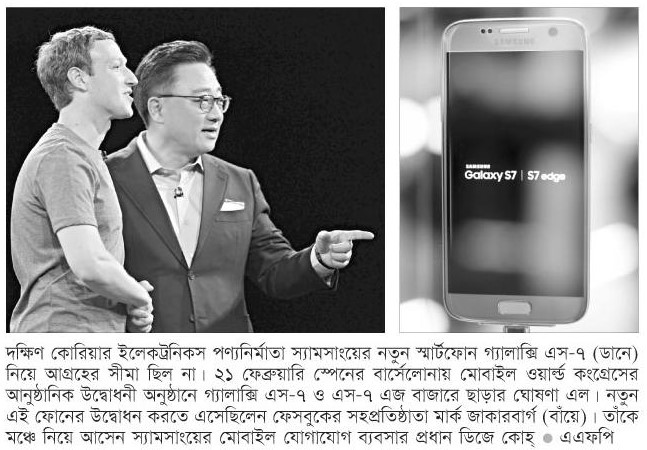 SAMSUNG
SAMSUNG
Galaxy S7 | S7 edge
দক্ষিণ কোরিয়ার ইলেকট্রনিকস পণ্যনির্মাতা স্যামসাংয়ের নতুন স্মার্টফোন গ্যালাক্সি এস-৭ (ডানে)
নিয়ে আগ্রহের সীমা ছিল না। ২১ ফেব্রুয়ারি স্পেনের বার্সেলোনায় মোবাইল ওয়ার্ল্ড কংগ্রেসের
আনুষ্ঠানিক উদ্বোধনী অনুষ্ঠানে গ্যালাক্সি এস-৭ ও এস-৭ এজ বাজারে ছাড়ার ঘোষণা এল। নতুন
এই ফোনের উদ্বোধন করতে এসেছিলেন ফেসবুকের সহপ্রতিষ্ঠাতা মার্ক জাকারবার্গ (বাঁয়ে)। তাঁকে
মঞ্চে নিয়ে আসেন স্যামসাংয়ের মোবাইল যোগাযোগ ব্যবসার প্রধান ডিজে কোহ্ ● এএফপি